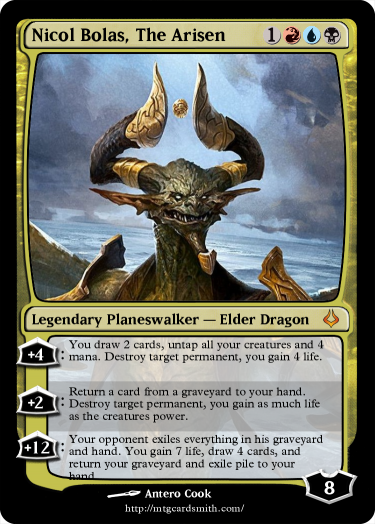 Nicol Bolas, The Arisen 1
Legendary Planeswalker — Elder Dragon
+4: You draw 2 cards, untap all your creatures and 4
mana. Destroy target permanent, you gain 4 life.
+2: Return a card from a graveyard to your hand.
Destroy target permanent, you gain as much life
as the creatures power.
+12: Your opponent exiles everything in his graveyard
and hand. You gain 7 life, draw 4 cards, and
return your graveyard and exile pile to your
hand
8
Antero Cook
http://mtgcardsmith.com/